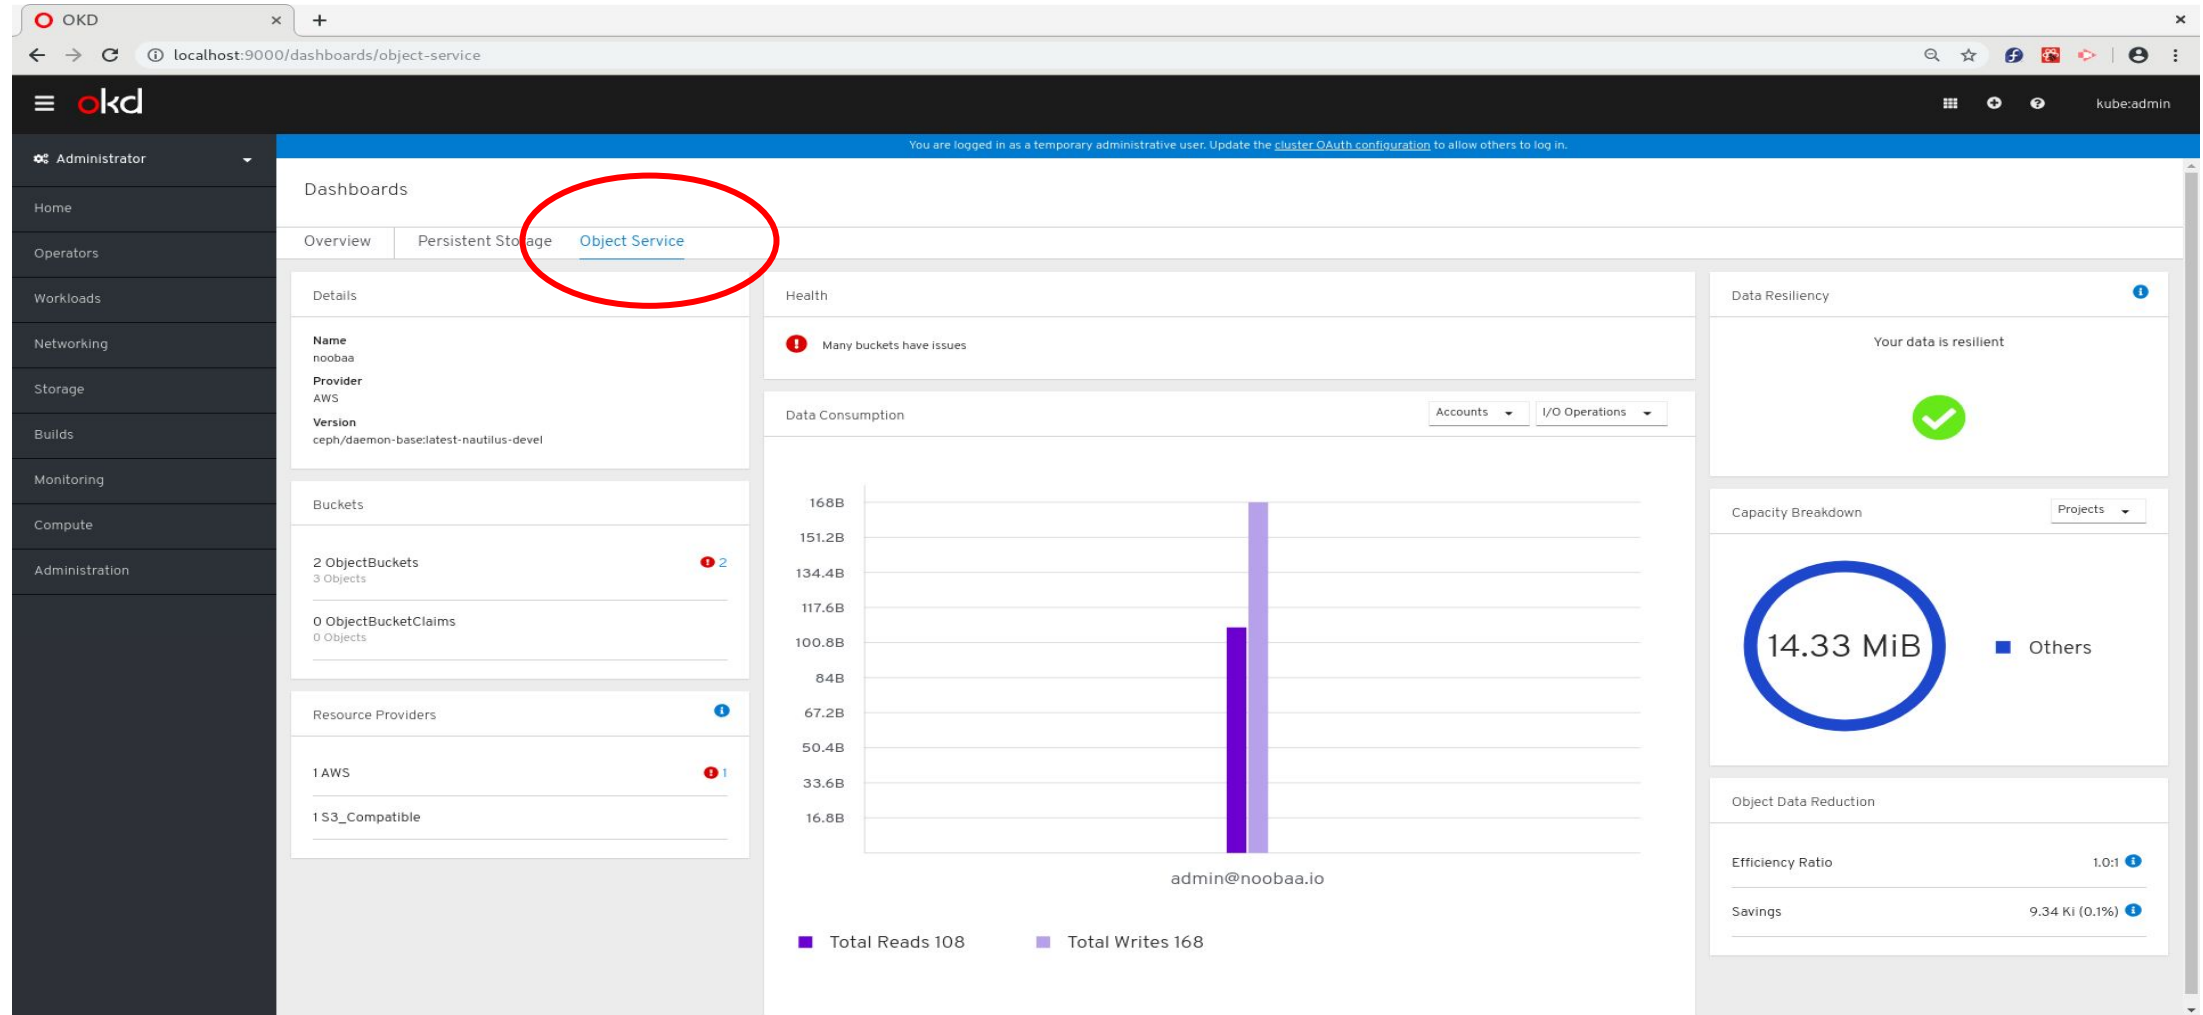 OKD
localhost:9000/dashboards/object-service
okd
kube:admin
Administrator
You are logged in as a temporary administrative user. Update the cluster OAuth configuration to allow others to log in.
Home
Operators
Workloads
Networking
Storage
Builds
Monitoring
Compute
Administration
Dashboards
Overview
Persistent Storage
Object Service
Details
Name
noobaa
Provider
AWS
Version
ceph/daemon-base:latest-nautilus-devel
Buckets
2 ObjectBuckets
2
3 Objects
0 ObjectBucketClaims
0 Objects
Resource Providers
1 AWS
1
1 S3_Compatible
Health
Many buckets have issues
Data Consumption
Accounts
I/O Operations
168B
151.2B
134.4B
117.6B
100.8B
84B
67.2B
50.4B
33.6B
16.8B
admin@noobaa.io
Total Reads 108
Total Writes 168
Data Resiliency
Your data is resilient
Capacity Breakdown
Projects
14.33 MiB
Others
Object Data Reduction
Efficiency Ratio
1.0:1
Savings
9.34 Ki (0.1%)